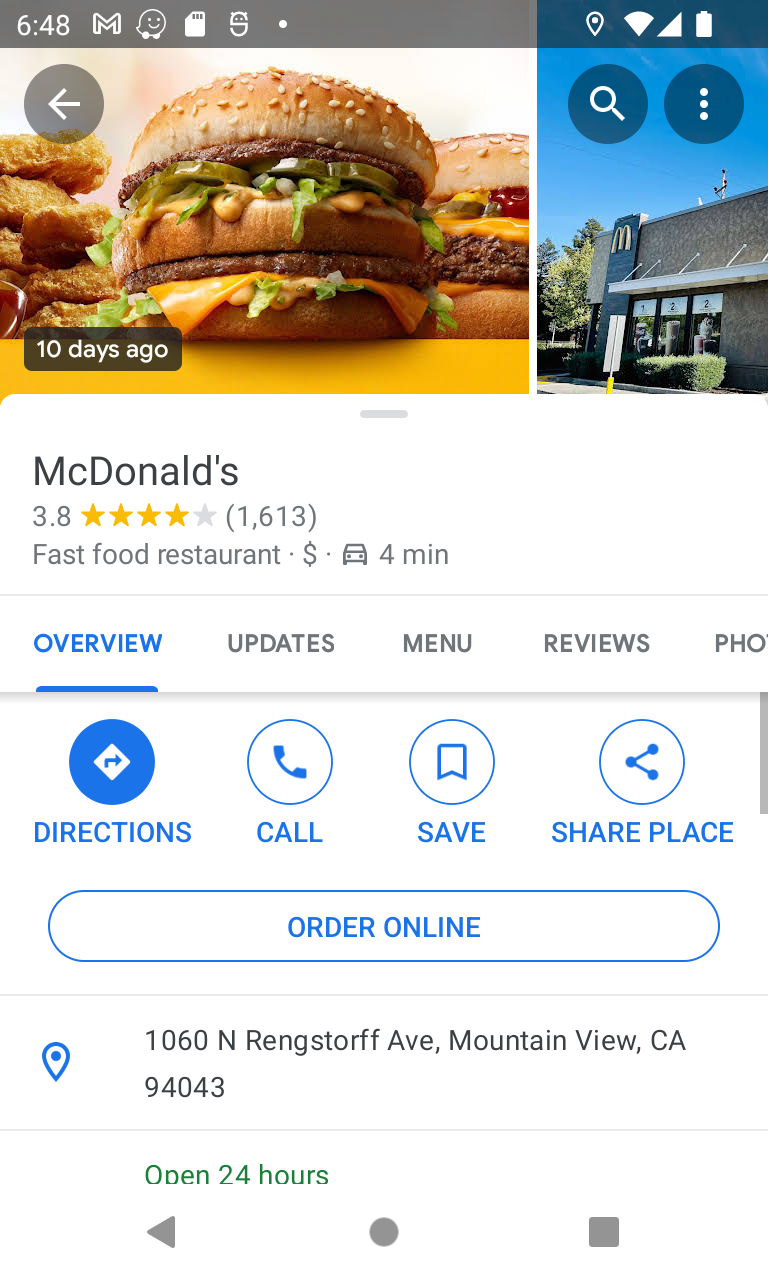 6:48
10 days ago
McDonald's
3.8 (1,613)
Fast food restaurant · $ · 4 min
OVERVIEW UPDATES MENU REVIEWS PHO
DIRECTIONS CALL SAVE SHARE PLACE
ORDER ONLINE
1060 N Rengstorff Ave, Mountain View, CA
94043
Open 24 hours